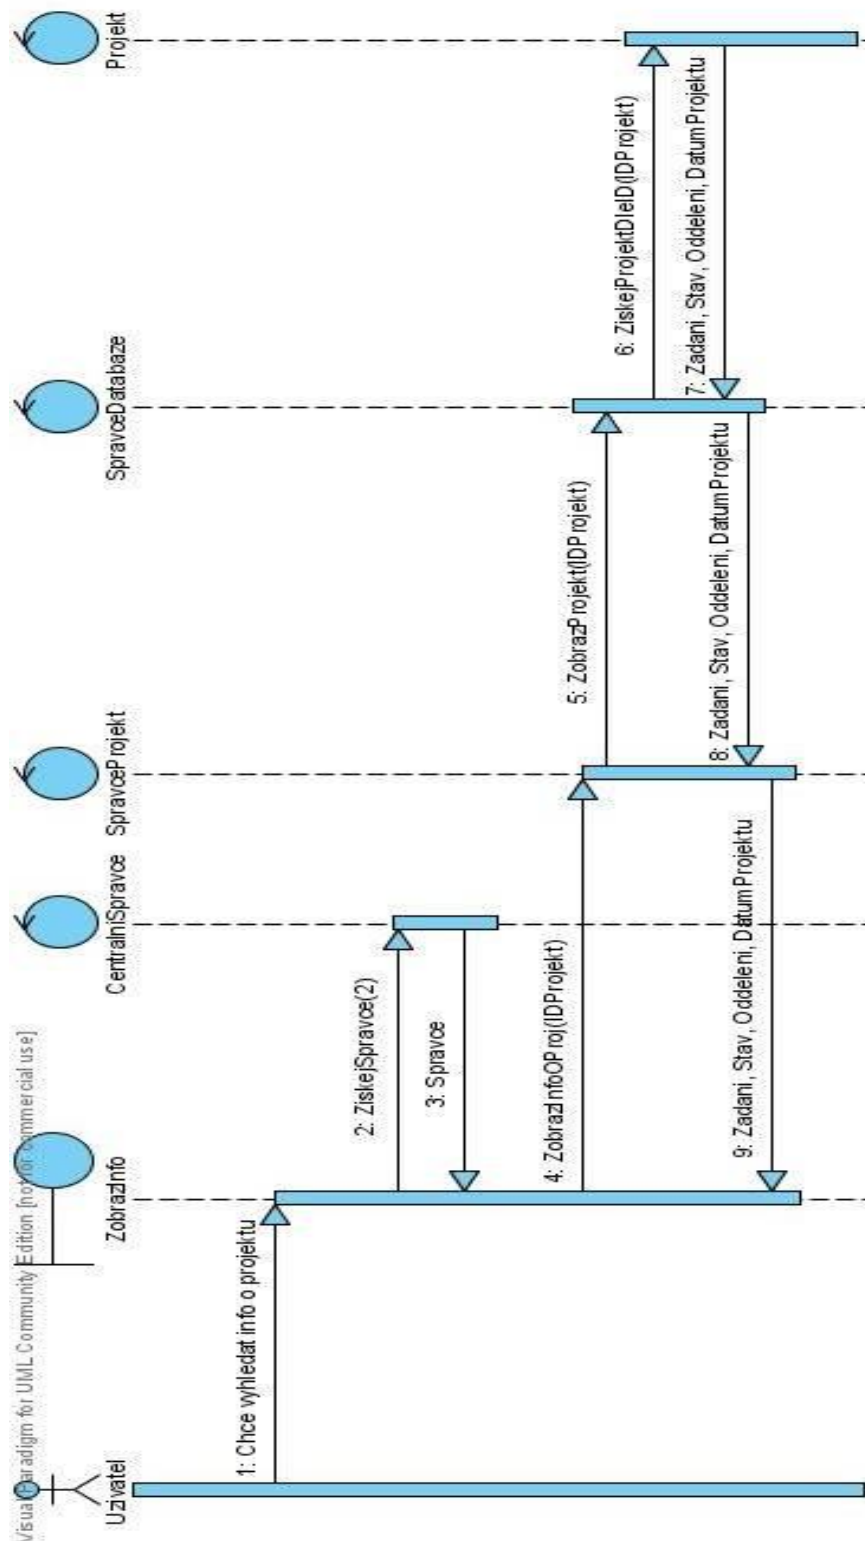 Visual Paradigm for UML Community Edition [not for commercial use]
Uzivatel
ZobrazInfo
CentralniSpravce
SpravceProjekt
SpravceDatabaze
Projekt
1: Chce vyhledat info o projektu
2: ZiskejSpravce(2)
3: Spravce
4: ZobrazInfoOProj(IDProjekt)
5: ZobrazProjekt(IDProjekt)
6: ZiskejProjektDleID(IDProjekt)
7: Zadani, Stav, Oddeleni, DatumProjektu
8: Zadani, Stav, Oddeleni, DatumProjektu
9: Zadani, Stav, Oddeleni, DatumProjektu